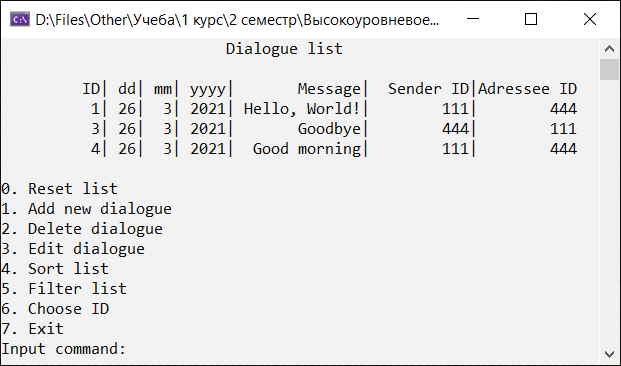 D:\Files\Other\Учеба\1 курс\2 семестр\Высокоуровневое...
Dialogue list
ID| dd| mm| yyyy| Message| Sender ID|Adressee ID
1| 26| 3| 2021| Hello, World!| 111| 444
3| 26| 3| 2021| Goodbye| 444| 111
4| 26| 3| 2021| Good morning| 111| 444
0. Reset list
1. Add new dialogue
2. Delete dialogue
3. Edit dialogue
4. Sort list
5. Filter list
6. Choose ID
7. Exit
Input command: